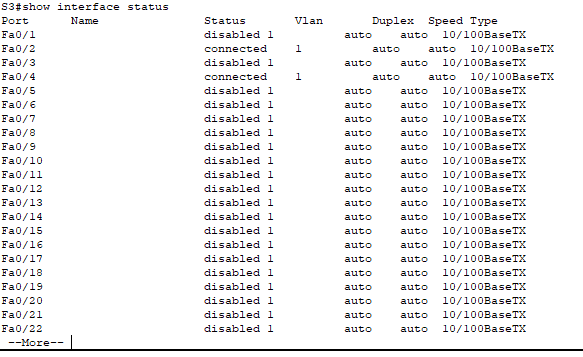 S3#show interface status
Port      Name               Status       Vlan       Duplex  Speed Type
Fa0/1                        disabled 1          auto    auto  10/100BaseTX
Fa0/2                        connected    1          auto    auto  10/100BaseTX
Fa0/3                        disabled 1          auto    auto  10/100BaseTX
Fa0/4                        connected    1          auto    auto  10/100BaseTX
Fa0/5                        disabled 1          auto    auto  10/100BaseTX
Fa0/6                        disabled 1          auto    auto  10/100BaseTX
Fa0/7                        disabled 1          auto    auto  10/100BaseTX
Fa0/8                        disabled 1          auto    auto  10/100BaseTX
Fa0/9                        disabled 1          auto    auto  10/100BaseTX
Fa0/10                       disabled 1          auto    auto  10/100BaseTX
Fa0/11                       disabled 1          auto    auto  10/100BaseTX
Fa0/12                       disabled 1          auto    auto  10/100BaseTX
Fa0/13                       disabled 1          auto    auto  10/100BaseTX
Fa0/14                       disabled 1          auto    auto  10/100BaseTX
Fa0/15                       disabled 1          auto    auto  10/100BaseTX
Fa0/16                       disabled 1          auto    auto  10/100BaseTX
Fa0/17                       disabled 1          auto    auto  10/100BaseTX
Fa0/18                       disabled 1          auto    auto  10/100BaseTX
Fa0/19                       disabled 1          auto    auto  10/100BaseTX
Fa0/20                       disabled 1          auto    auto  10/100BaseTX
Fa0/21                       disabled 1          auto    auto  10/100BaseTX
Fa0/22                       disabled 1          auto    auto  10/100BaseTX
 --More--